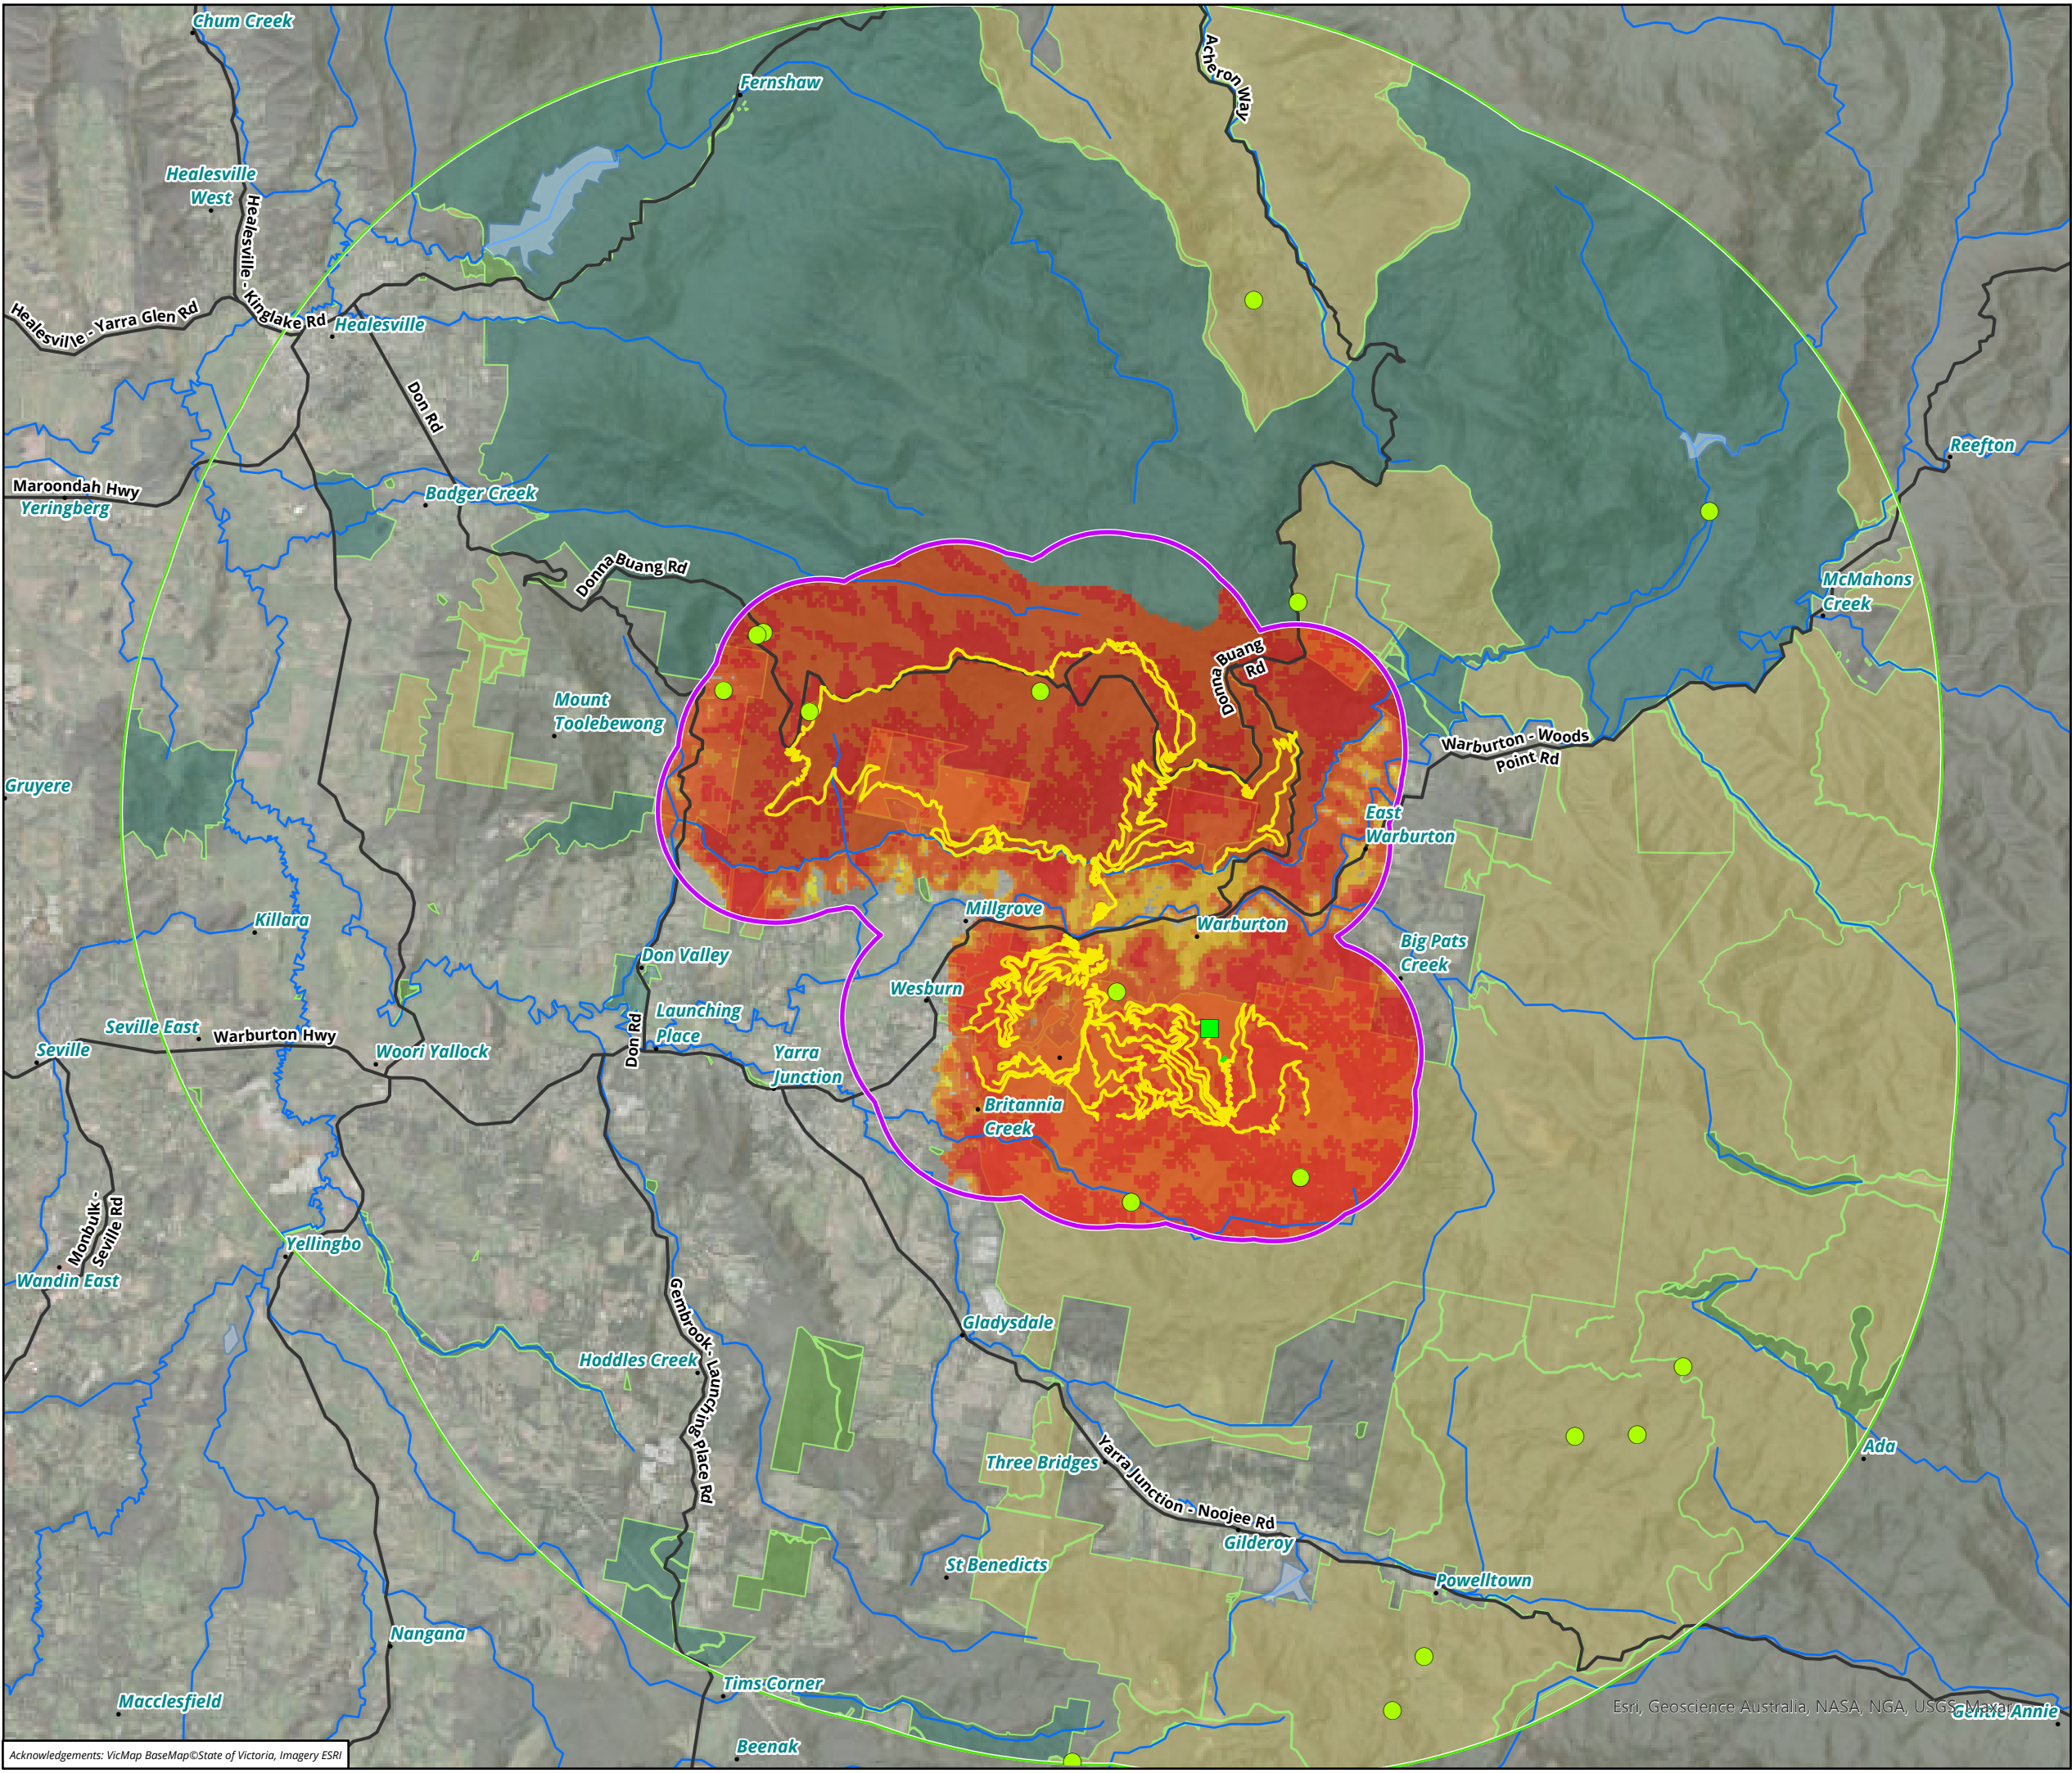 Chum Creek
Fernshaw
Acheron Way
Healesville
West
Healesville - Kinglake Rd
Healesville - Yarra Glen Rd
Healesville
Don Rd
Reefton
Maroondah Hwy
Yeringberg
Badger Creek
Donna Buang Rd
McMahons
Creek
Donna Buang
Rd
Mount
Toolebewong
Warburton - Woods
Point Rd
Gruyere
East
Warburton
Millgrove
Killara
Warburton
Big Pats
Creek
Don Valley
Wesburn
Launching
Place
Seville East
Warburton Hwy
Seville
Woori Yallock
Don Rd
Yarra
Junction
Britannia
Creek
Monbulk -
Seville Rd
Yellingbo
Wandin East
Gembrook - Launching Place Rd
Gladysdale
Hoddles Creek
Three Bridges
Yarra Junction - Noojee Rd
Ada
Gilderoy
St Benedicts
Powelltown
Nangana
Tims Corner
Macclesfield
Esri, Geoscience Australia, NASA, NGA, USGS, Maxar
Gentle Annie
Beenak
Acknowledgements: VicMap BaseMap©State of Victoria, Imagery ESRI